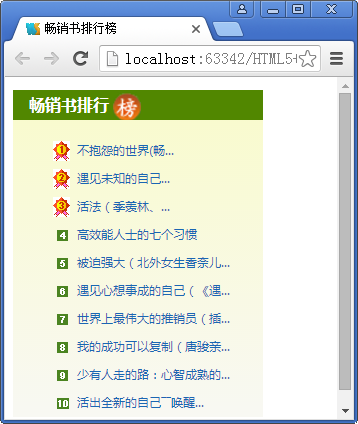 畅销书排行榜
localhost:63342/HTML5
畅销书排行 榜
1 不抱怨的世界(畅...
2 遇见未知的自己...
3 活法（季羡林、...
4 高效能人士的七个习惯
5 被迫强大（北外女生香奈儿...
6 遇见心想事成的自己（《遇...
7 世界上最伟大的推销员（插...
8 我的成功可以复制（唐骏亲...
9 少有人走的路：心智成熟的...
10 活出全新的自己―唤醒...